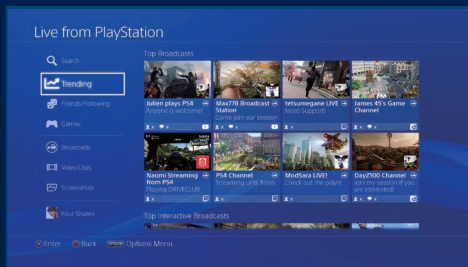 Live from PlayStation
Search
Trending
Friends/Following
Games
Broadcasts
Video Clips
Screenshots
Your Shares
Top Broadcasts
Julien plays PS4
Anyone is welcome!
Max778 Broadcast Station
Come join our session
tetsumegane LIVE
Need Support!
James 45's Game Channel
Naomi Streaming from PS4
Playing DRIVECLUB
PS4 Channel
Streaming until finish
ModSara LIVE!
Check out the plays!
DayZ100 Channel
Join my session if you are interested!
Top Interactive Broadcasts
Enter
Back
OPTIONS
Options Menu